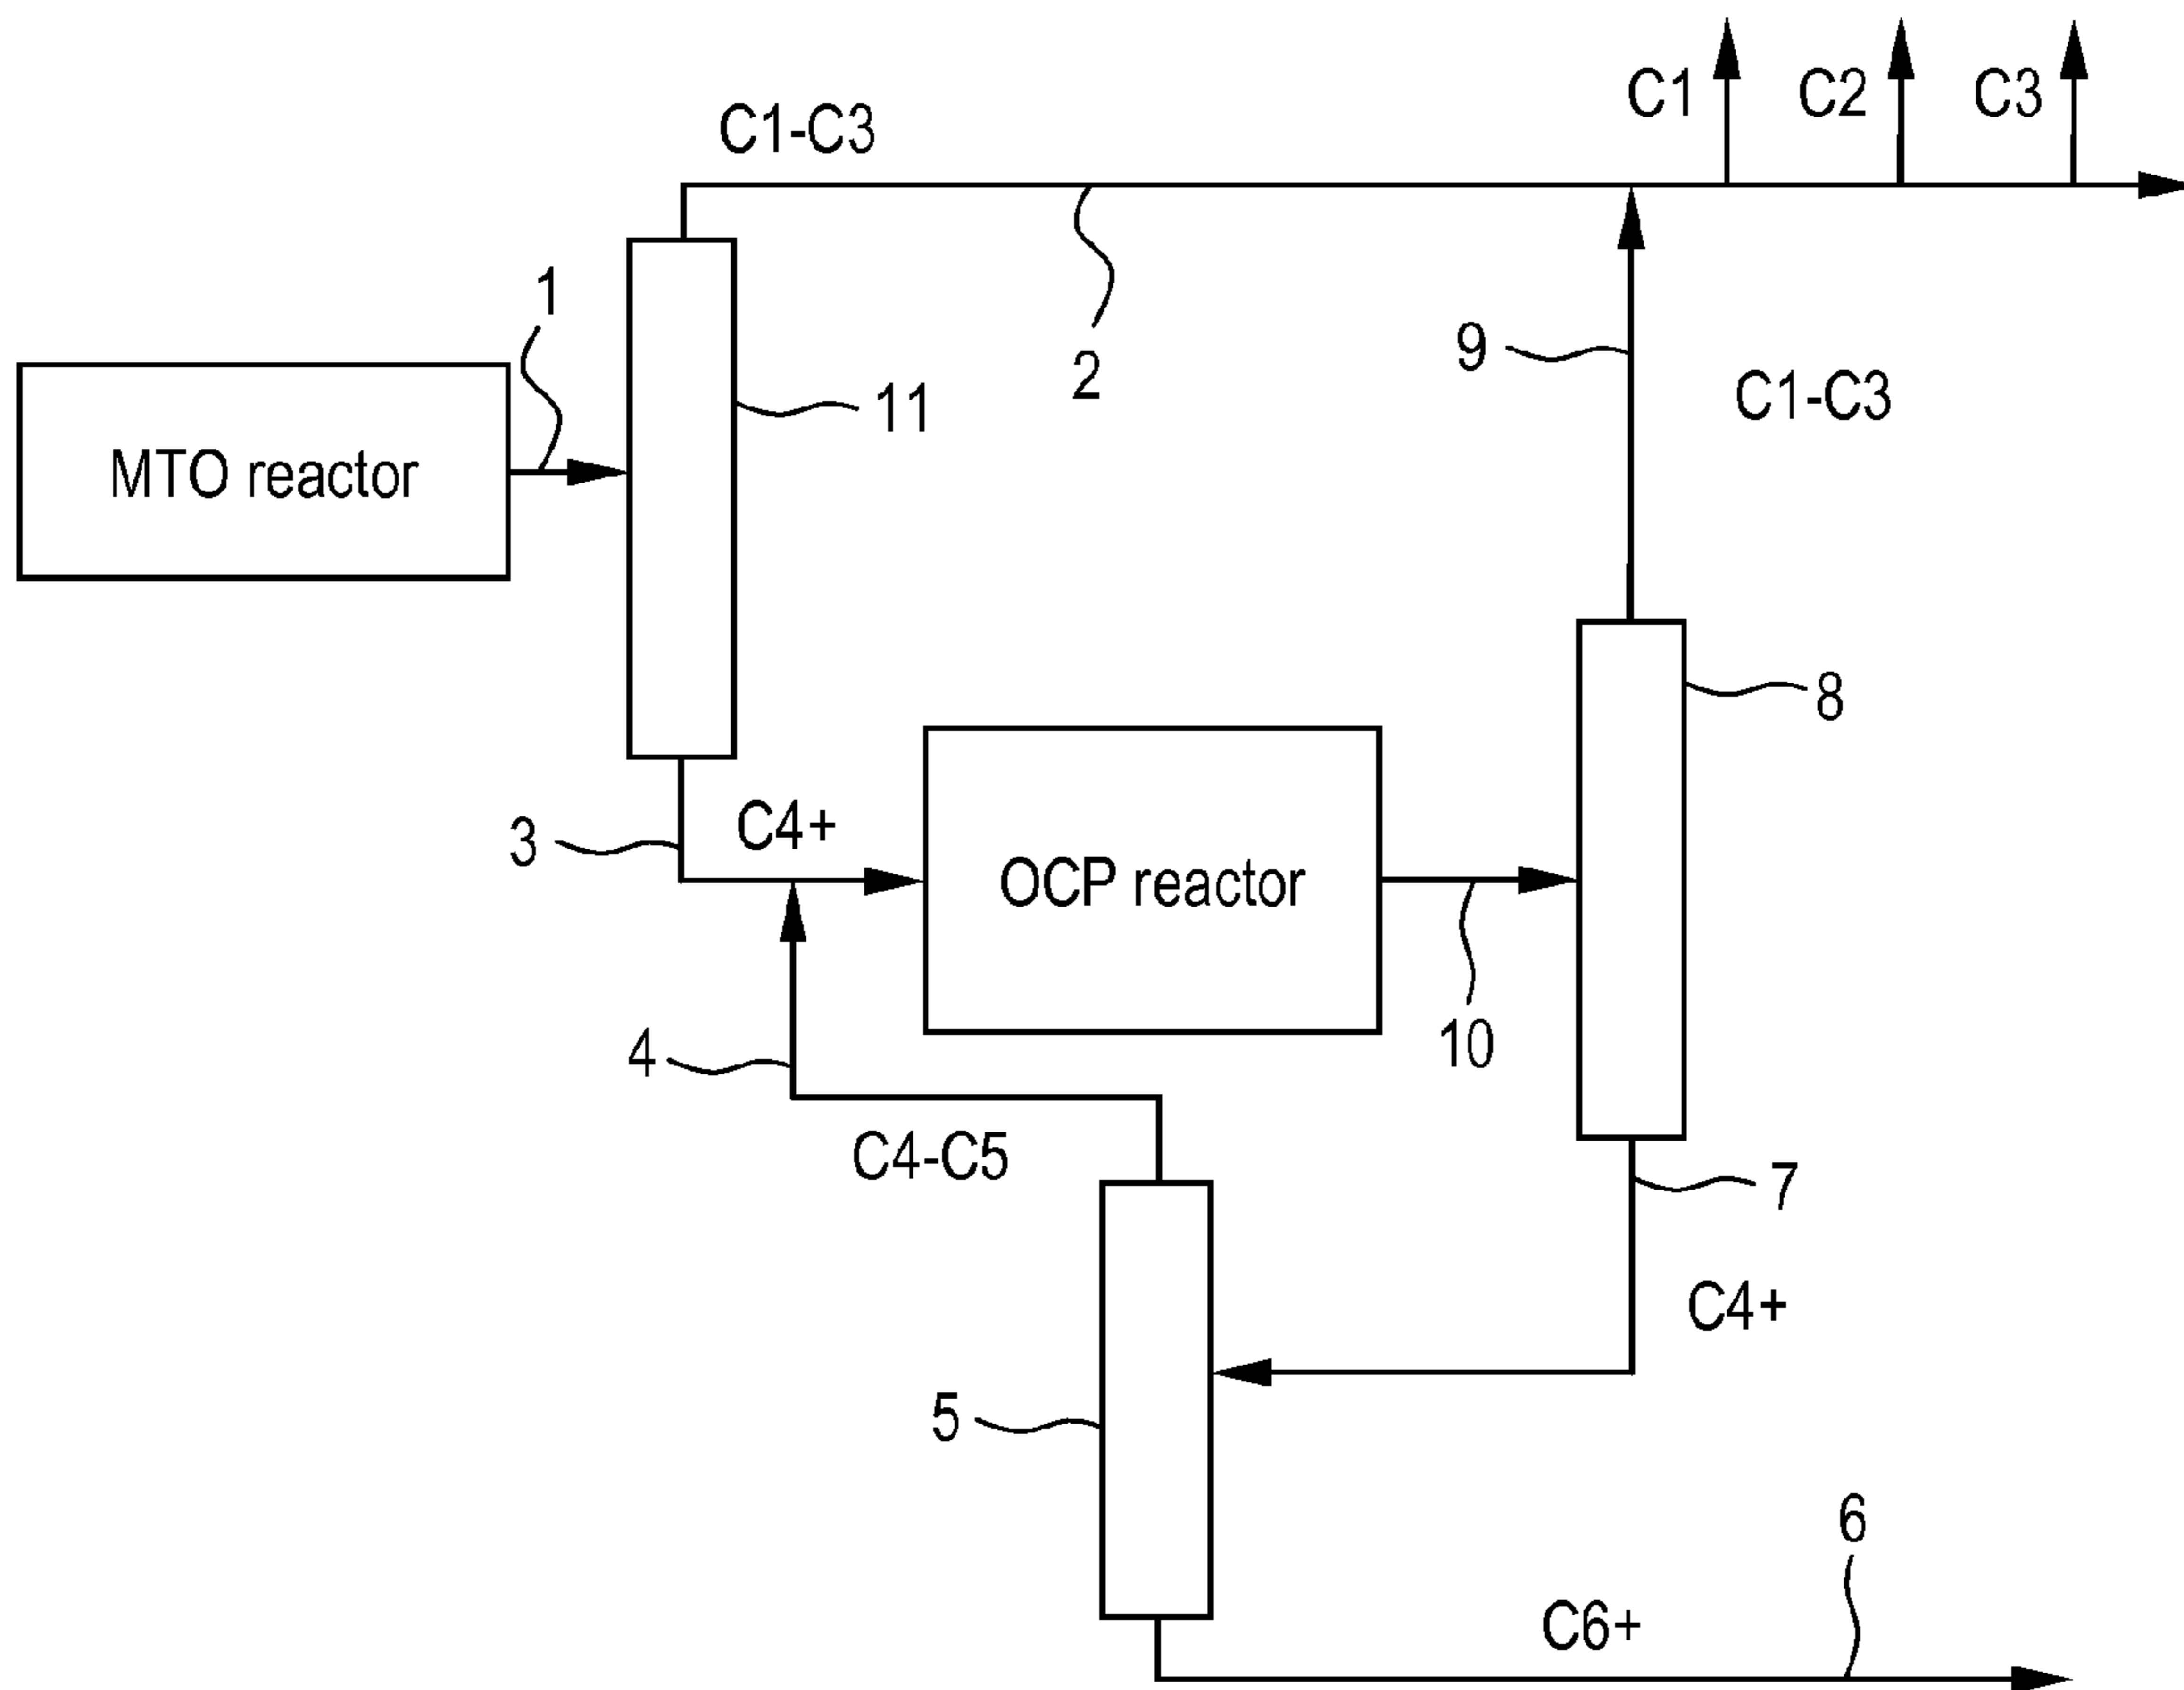 C1
C2
C3
C1-C3
1
2
9
C1-C3
11
MTO reactor
8
3
C4+
OCP reactor
10
4
C4-C5
7
C4+
5
6
C6+